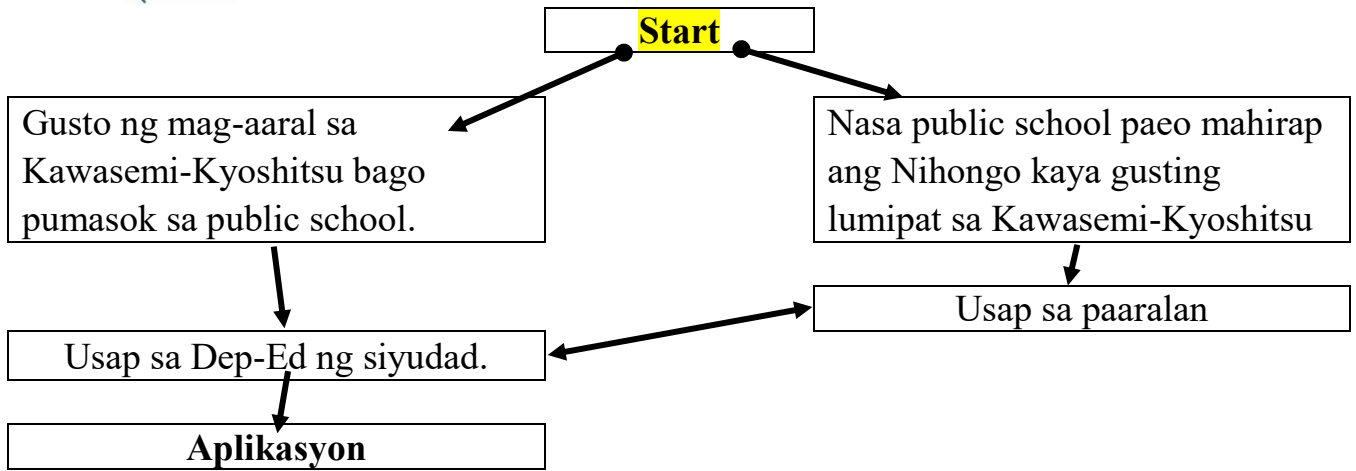 Start
Gusto ng mag-aaral sa
Kawasemi-Kyoshitsu bago
pumasok sa public school.
Nasa public school paeo mahirap
ang Nihongo kaya gusting
lumipat sa Kawasemi-Kyoshitsu
Usap sa paaralan
Usap sa Dep-Ed ng siyudad.
Aplikasyon